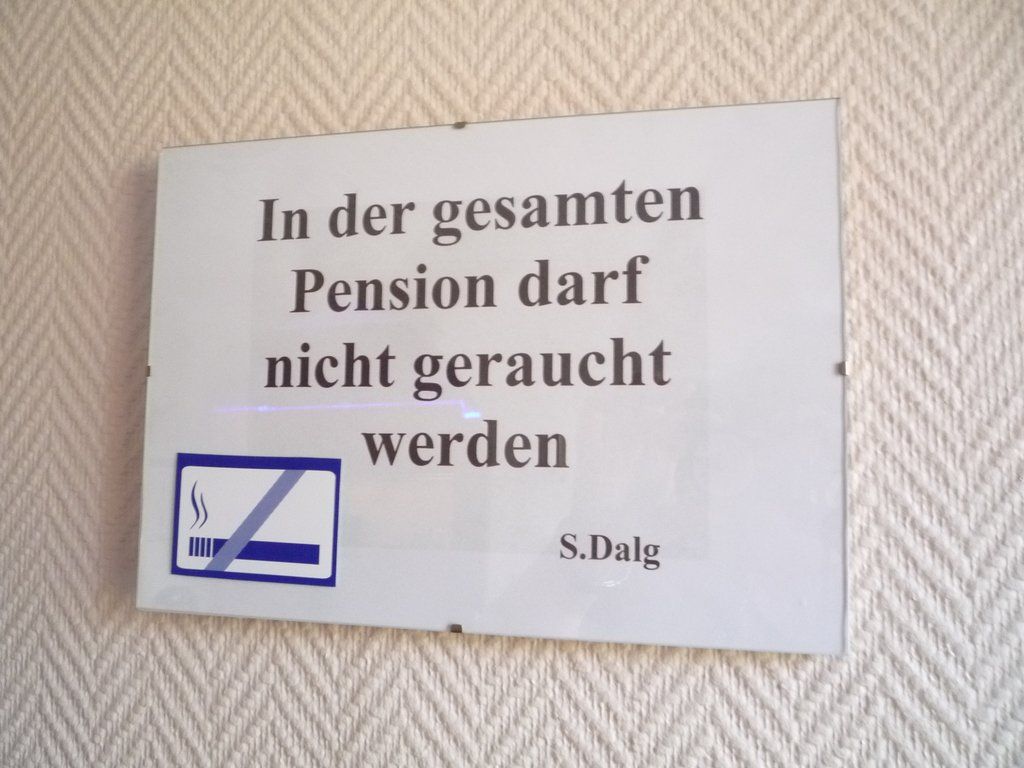 In der gesamten
Pension darf
nicht geraucht
werden
S.Dalg